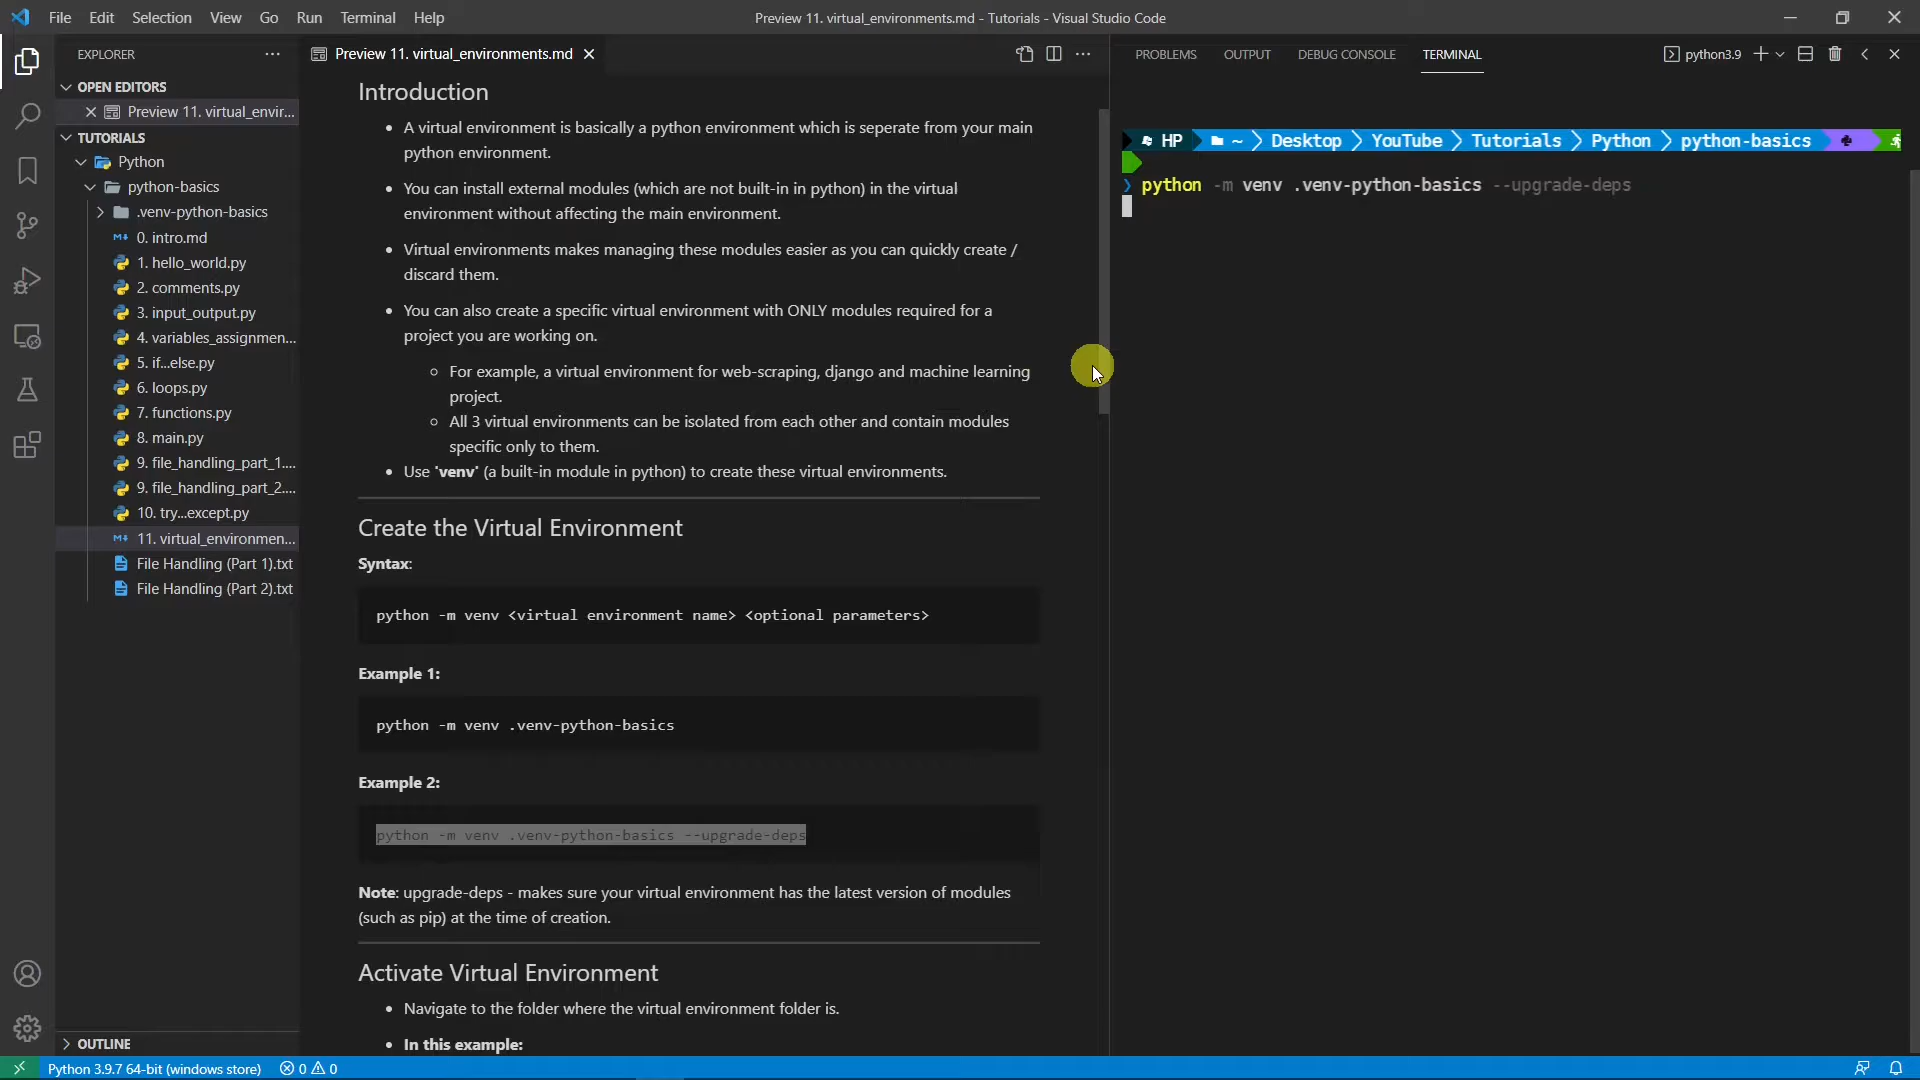 File Edit Selection View Go Run Terminal Help
Preview 11. virtual_environments.md - Tutorials - Visual Studio Code
EXPLORER
OPEN EDITORS
Preview 11. virtual_envir...
TUTORIALS
Python
python-basics
.venv-python-basics
0. intro.md
1. hello_world.py
2. comments.py
3. input_output.py
4. variables_assignmen...
5. if...else.py
6. loops.py
7. functions.py
8. main.py
9. file_handling_part_1....
9. file_handling_part_2....
10. try...except.py
11. virtual_environmen...
File Handling (Part 1).txt
File Handling (Part 2).txt
OUTLINE
Preview 11. virtual_environments.md
Introduction
A virtual environment is basically a python environment which is seperate from your main
python environment.
You can install external modules (which are not built-in in python) in the virtual
environment without affecting the main environment.
Virtual environments makes managing these modules easier as you can quickly create /
discard them.
You can also create a specific virtual environment with ONLY modules required for a
project you are working on.
For example, a virtual environment for web-scraping, django and machine learning
project.
All 3 virtual environments can be isolated from each other and contain modules
specific only to them.
Use 'venv' (a built-in module in python) to create these virtual environments.
Create the Virtual Environment
Syntax:
python -m venv <virtual environment name> <optional parameters>
Example 1:
python -m venv .venv-python-basics
Example 2:
python -m venv .venv-python-basics --upgrade-deps
Note: upgrade-deps - makes sure your virtual environment has the latest version of modules
(such as pip) at the time of creation.
Activate Virtual Environment
Navigate to the folder where the virtual environment folder is.
In this example:
PROBLEMS OUTPUT DEBUG CONSOLE TERMINAL
python3.9
HP ~ Desktop YouTube Tutorials Python python-basics
python -m venv .venv-python-basics --upgrade-deps
Python 3.9.7 64-bit (windows store) 0 0